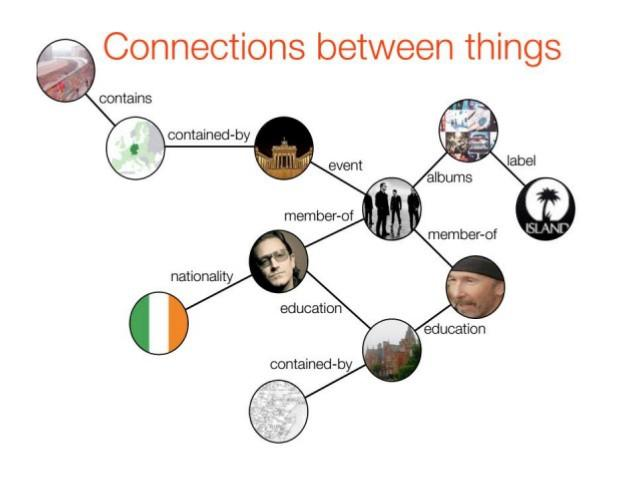 Connections between things
contains
contained-by
event
albums
label
ISLAND
member-of
member-of
nationality
education
education
contained-by